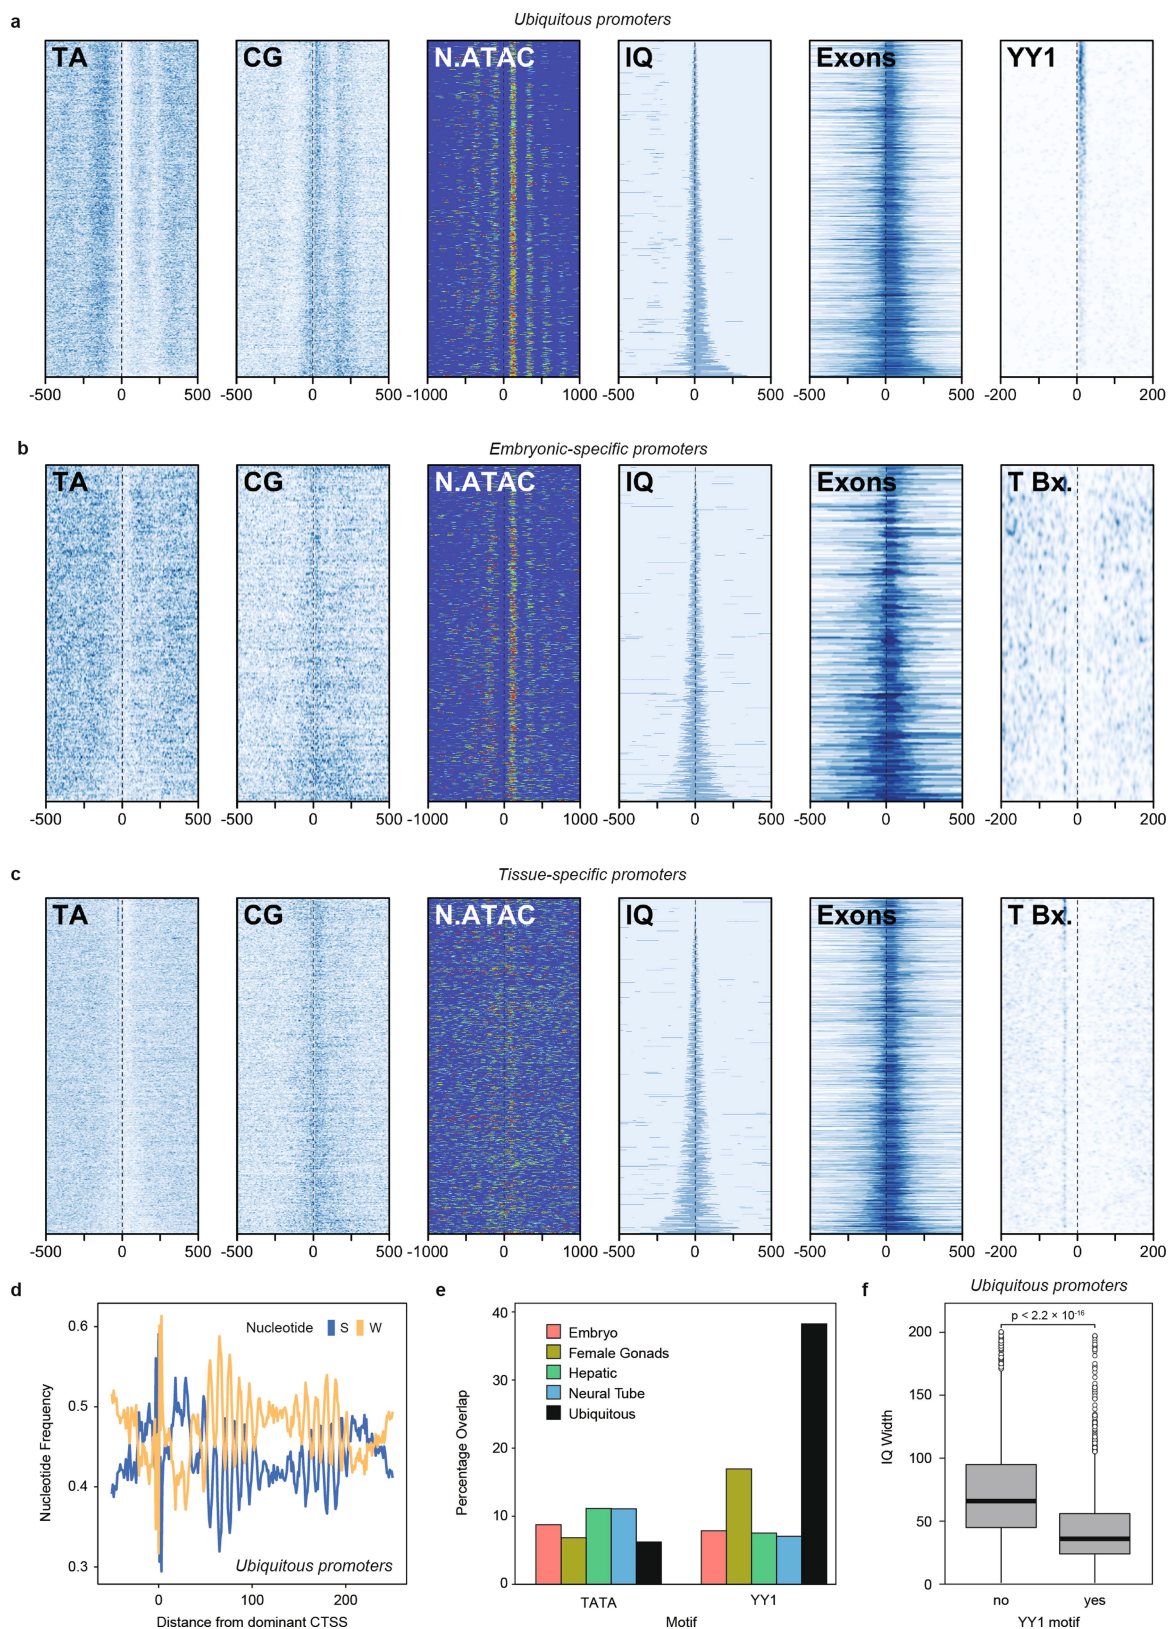 a
Ubiquitous promoters
TA CG N.ATAC IQ Exons YY1
-500 0 500 -500 0 500 -1000 0 1000 -500 0 500 -500 0 500 -200 0 200
b
Embryonic-specific promoters
TA CG N.ATAC IQ Exons T Bx.
-500 0 500 -500 0 500 -1000 0 1000 -500 0 500 -500 0 500 -200 0 200
c
Tissue-specific promoters
TA CG N.ATAC IQ Exons T Bx.
-500 0 500 -500 0 500 -1000 0 1000 -500 0 500 -500 0 500 -200 0 200
d
Nucleotide S W
0.6
0.5
0.4
0.3
Nucleotide Frequency
Ubiquitous promoters
0 100 200
Distance from dominant CTSS
e
40
30
20
10
0
Percentage Overlap
Embryo
Female Gonads
Hepatic
Neural Tube
Ubiquitous
TATA YY1
Motif
f
Ubiquitous promoters
p < 2.2 × 10-16
200
150
100
50
0
IQ Width
no yes
YY1 motif